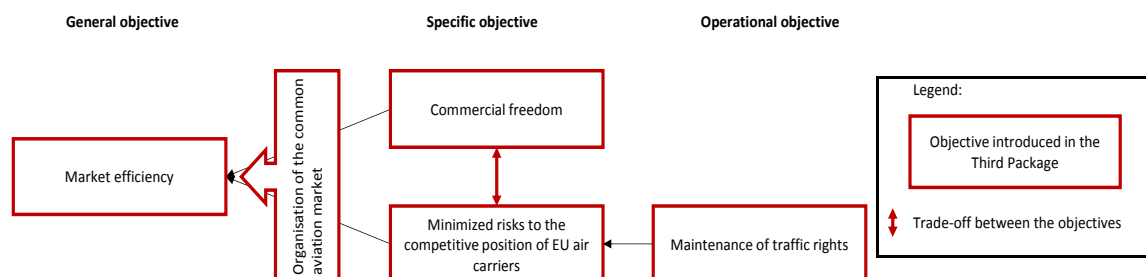 General objective
Specific objective
Operational objective
Market efficiency
Organisation of the common
aviation market
Commercial freedom
Minimized risks to the
competitive position of EU air
carriers
Maintenance of traffic rights
Legend:
Objective introduced in the
Third Package
Trade-off between the objectives